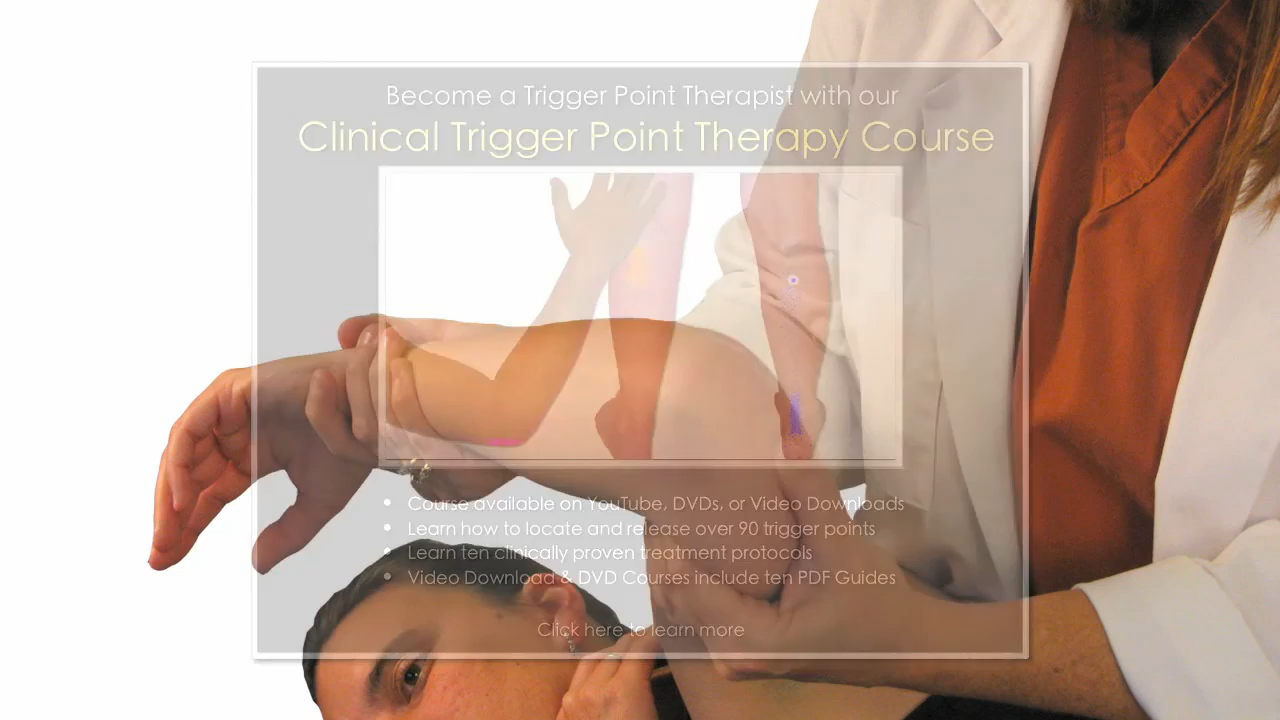 Become a Trigger Point Therapist with our
Clinical Trigger Point Therapy Course
• Course available on YouTube, DVDs, or Video Downloads
• Learn how to locate and release over 90 trigger points
• Learn ten clinically proven treatment protocols
• Video Download & DVD Courses include ten PDF Guides
Click here to learn more